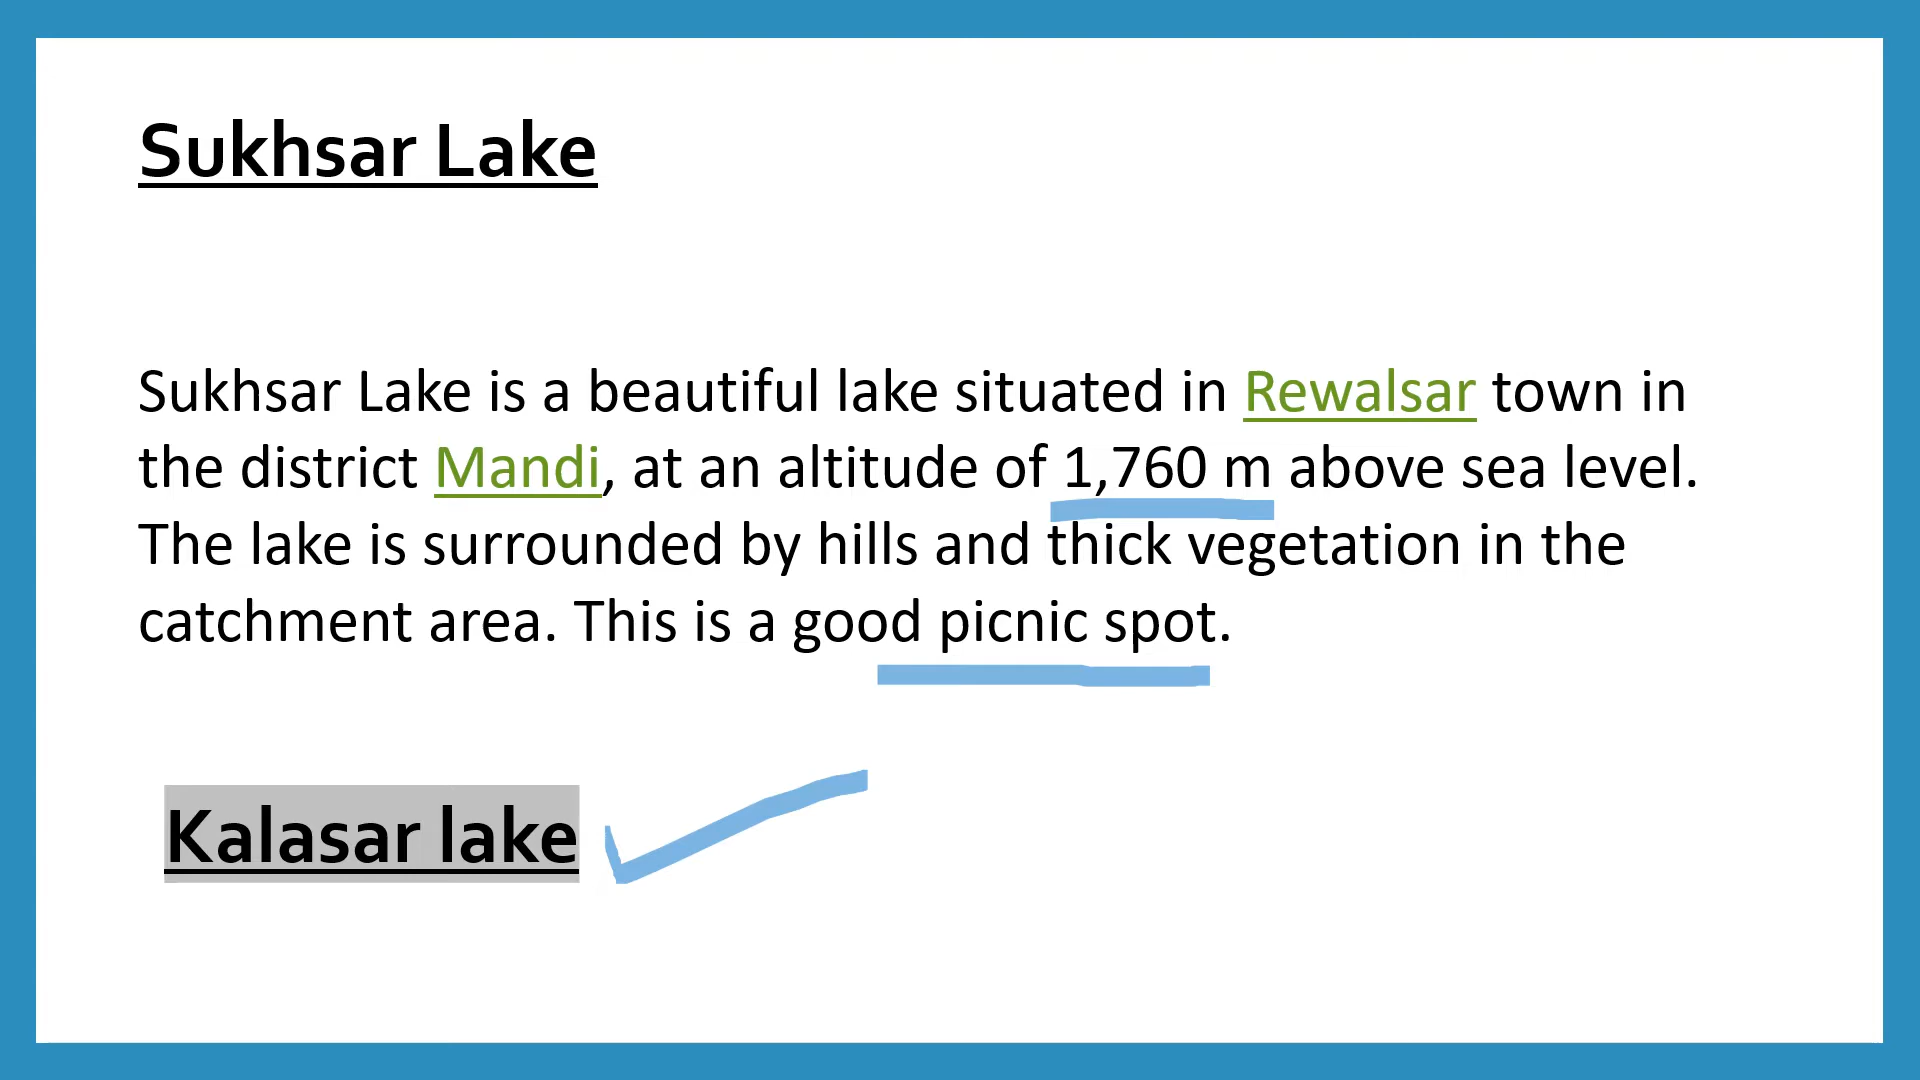 Sukhsar Lake
Sukhsar Lake is a beautiful lake situated in Rewalsar town in
the district Mandi, at an altitude of 1,760 m above sea level.
The lake is surrounded by hills and thick vegetation in the
catchment area. This is a good picnic spot.
Kalasar lake